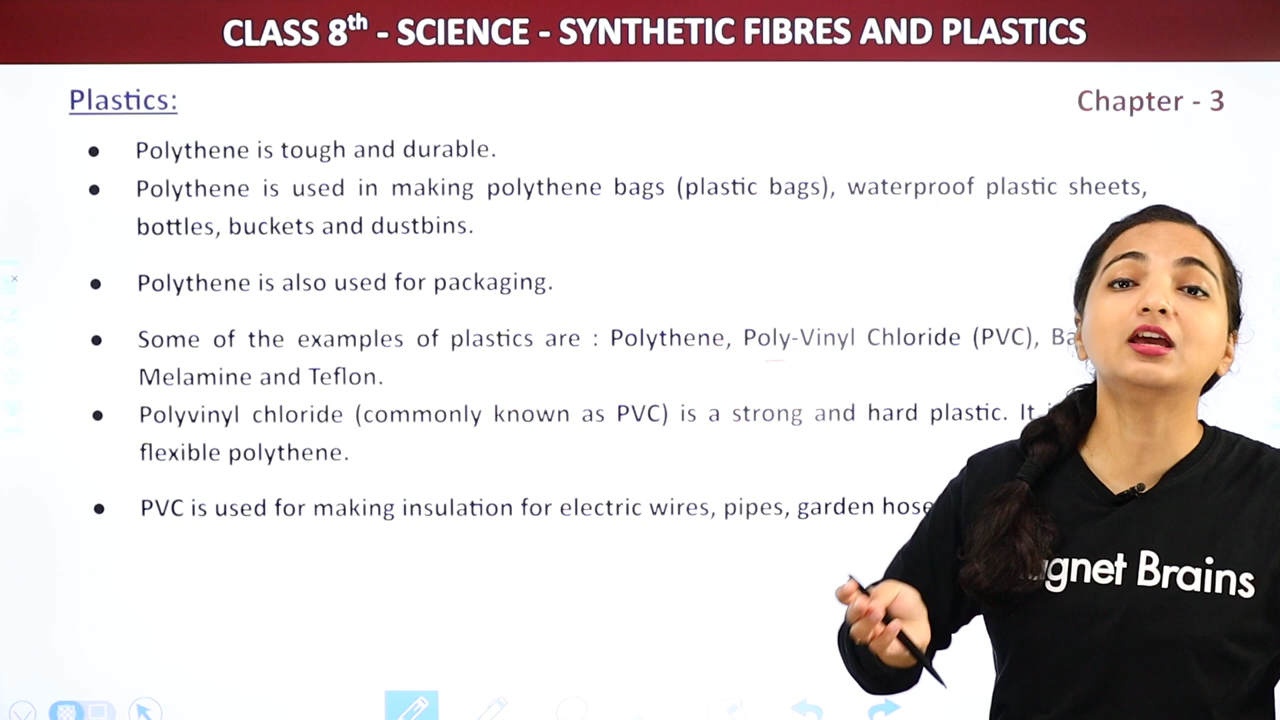 CLASS 8th - SCIENCE - SYNTHETIC FIBRES AND PLASTICS
Plastics:
Chapter - 3
● Polythene is tough and durable.
● Polythene is used in making polythene bags (plastic bags), waterproof plastic sheets,
bottles, buckets and dustbins.
● Polythene is also used for packaging.
● Some of the examples of plastics are : Polythene, Poly-Vinyl Chloride (PVC),
Melamine and Teflon.
● Polyvinyl chloride (commonly known as PVC) is a strong and hard plastic. It
flexible polythene.
● PVC is used for making insulation for electric wires, pipes, garden hose
gnet Brains